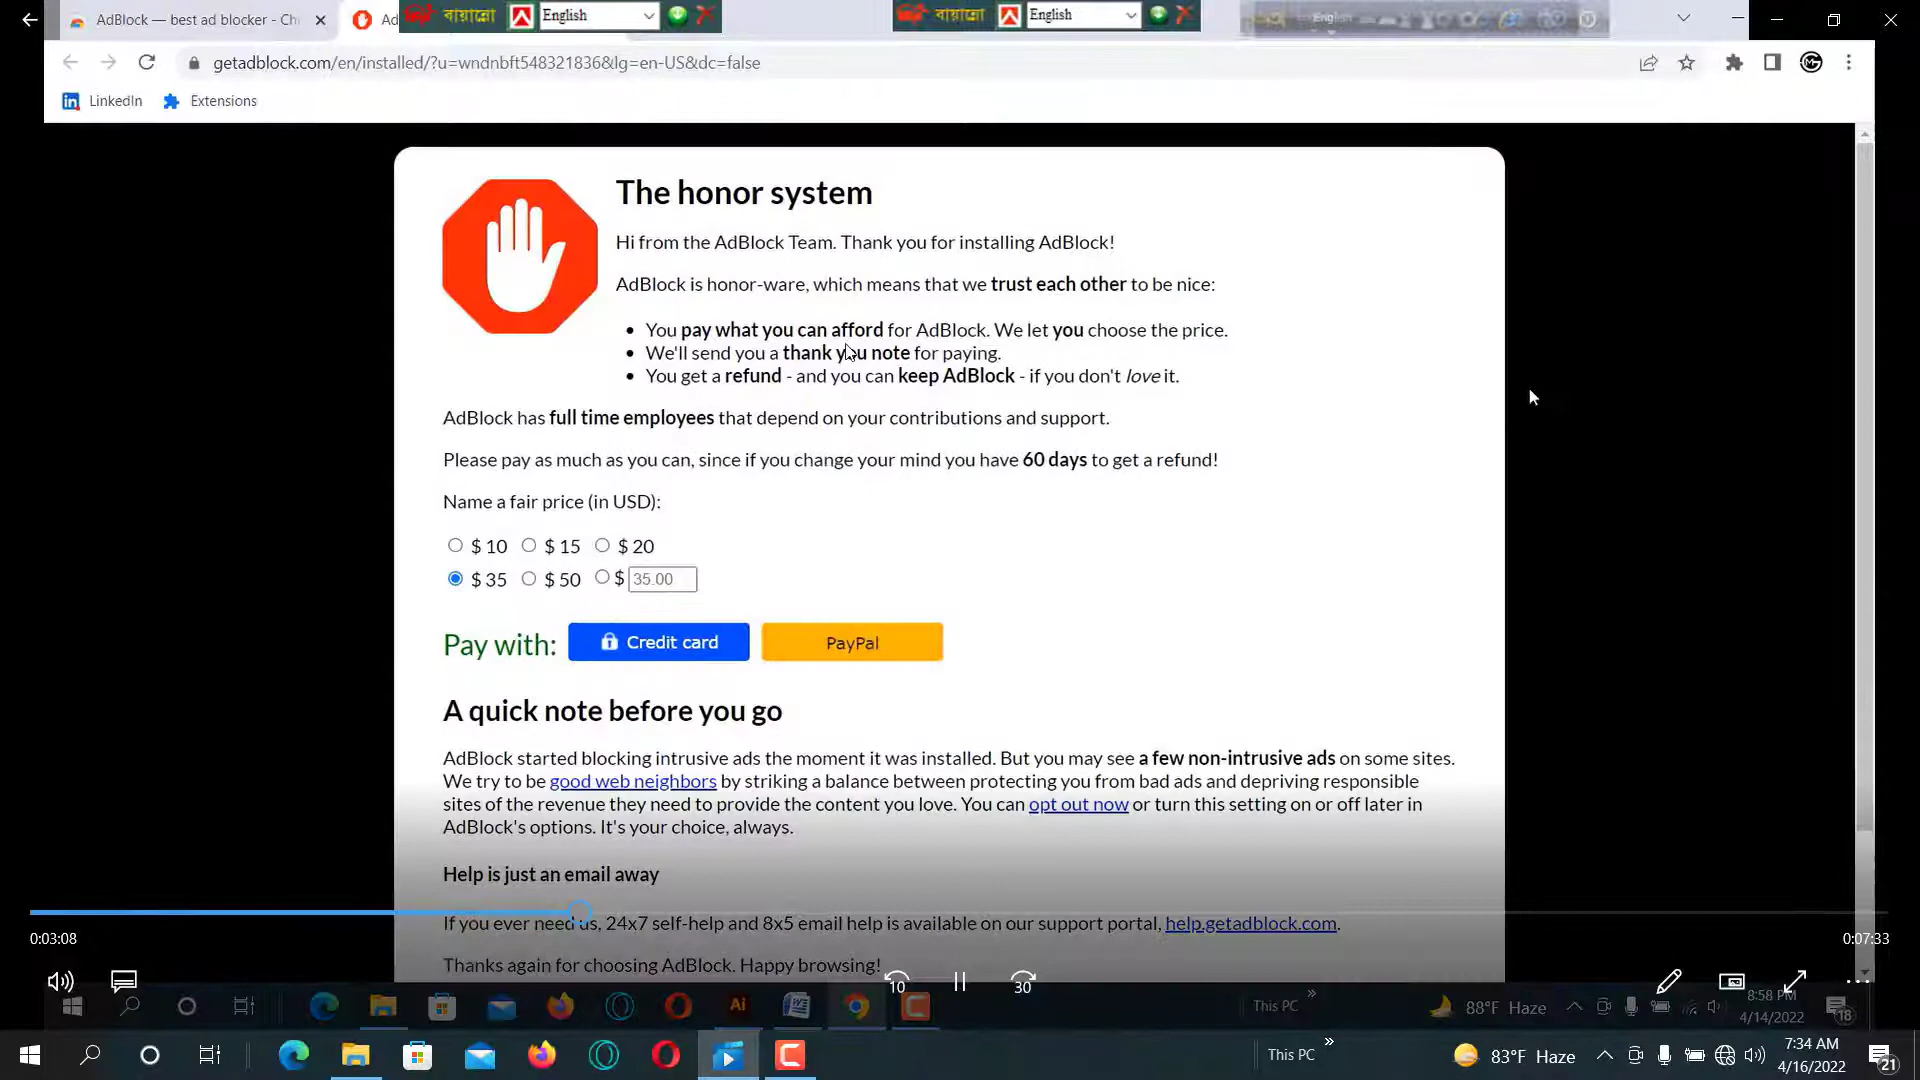 AdBlock — best ad blocker - Ch
Ad
বায়ান্নো English
বায়ান্নো English
English
getadblock.com/en/installed/?u=wndnbft548321836&lg=en-US&dc=false
LinkedIn Extensions
The honor system
Hi from the AdBlock Team. Thank you for installing AdBlock!
AdBlock is honor-ware, which means that we trust each other to be nice:
• You pay what you can afford for AdBlock. We let you choose the price.
• We'll send you a thank you note for paying.
• You get a refund - and you can keep AdBlock - if you don't love it.
AdBlock has full time employees that depend on your contributions and support.
Please pay as much as you can, since if you change your mind you have 60 days to get a refund!
Name a fair price (in USD):
$ 10 $ 15 $ 20
$ 35 $ 50 $ 35.00
Pay with: Credit card PayPal
A quick note before you go
AdBlock started blocking intrusive ads the moment it was installed. But you may see a few non-intrusive ads on some sites.
We try to be good web neighbors by striking a balance between protecting you from bad ads and depriving responsible
sites of the revenue they need to provide the content you love. You can opt out now or turn this setting on or off later in
AdBlock's options. It's your choice, always.
Help is just an email away
If you ever need us, 24x7 self-help and 8x5 email help is available on our support portal, help.getadblock.com.
0:03:08 0:07:33
Thanks again for choosing AdBlock. Happy browsing!
10 30
Ai This PC » 88°F Haze 8:58 PM
4/14/2022 18
This PC » 83°F Haze 7:34 AM
4/16/2022 21